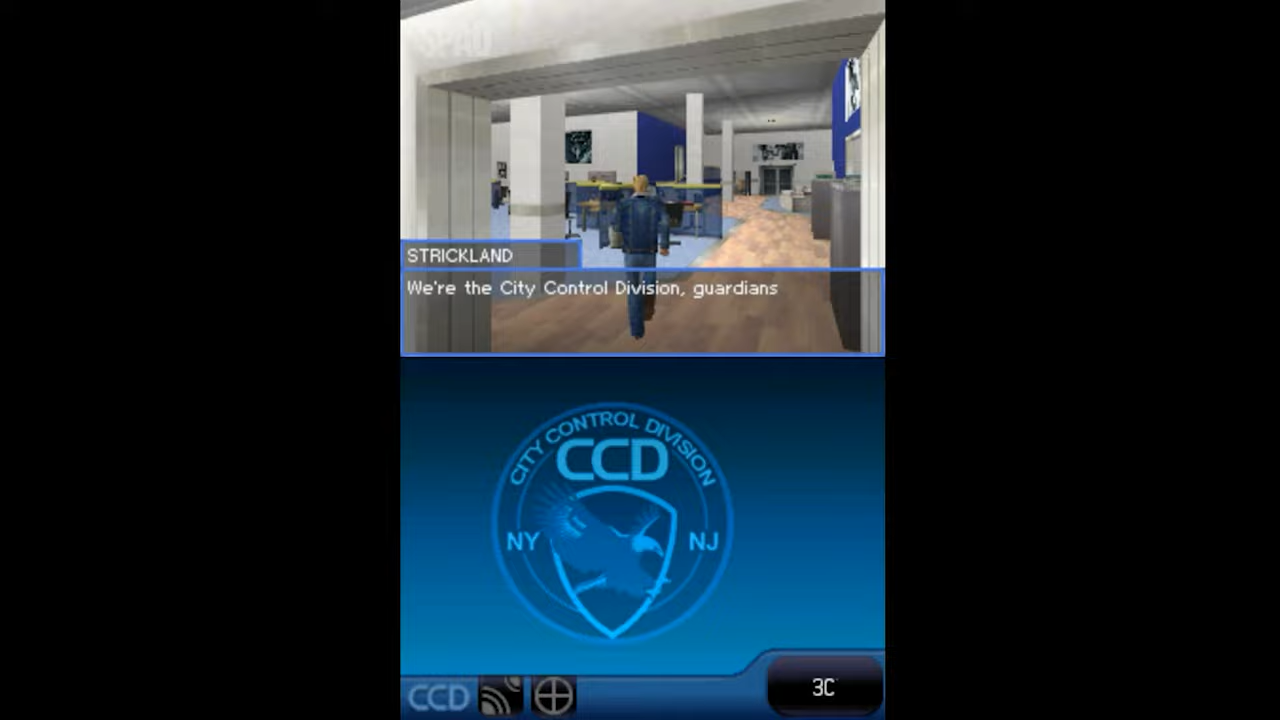 STRICKLAND
We're the City Control Division, guardians
CITY CONTROL DIVISION
CCD
NY NJ
CCD
3C